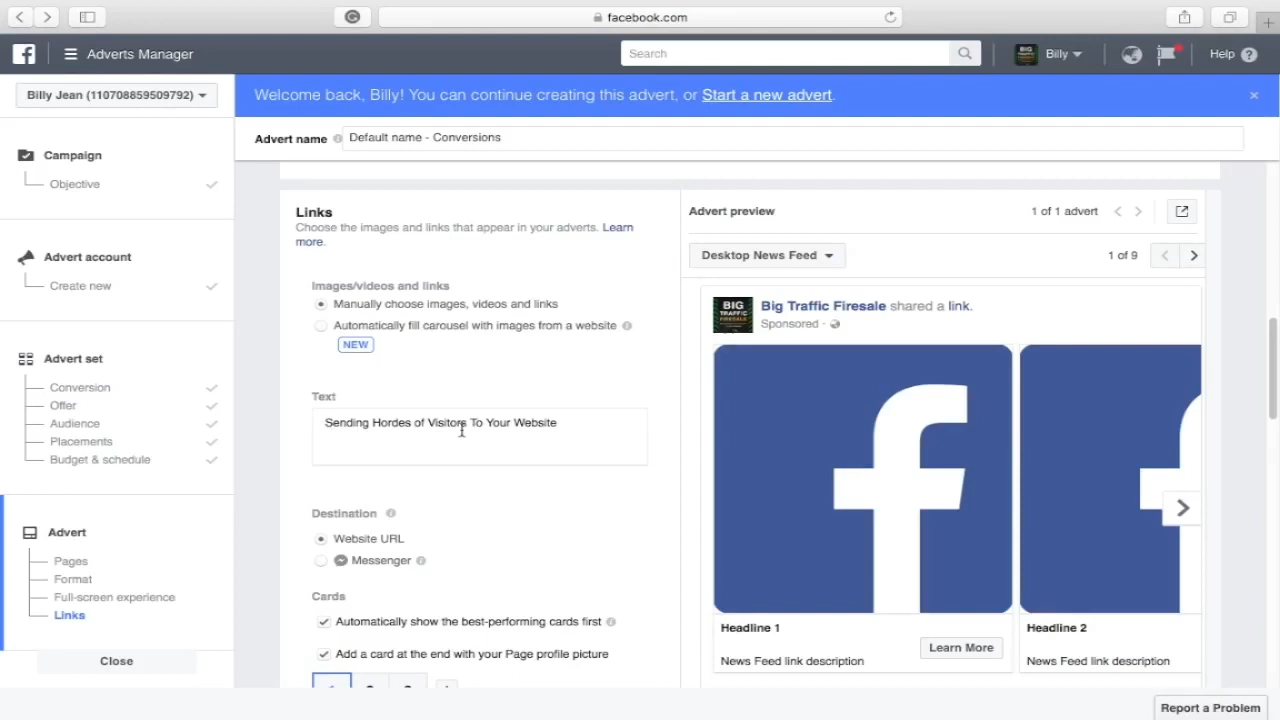 facebook.com
Adverts Manager
Search
Billy
Help
Billy Jean (110708859509792)
Welcome back, Billy! You can continue creating this advert, or Start a new advert.
Advert name
Default name - Conversions
Campaign
Objective
Advert account
Create new
Advert set
Conversion
Offer
Audience
Placements
Budget & schedule
Advert
Pages
Format
Full-screen experience
Links
Close
Links
Choose the images and links that appear in your adverts. Learn
more.
Images/videos and links
Manually choose images, videos and links
Automatically fill carousel with images from a website
NEW
Text
Sending Hordes of Visitors To Your Website
Destination
Website URL
Messenger
Cards
Automatically show the best-performing cards first
Add a card at the end with your Page profile picture
Advert preview
1 of 1 advert
Desktop News Feed
1 of 9
BIG
TRAFFIC
FIRESALE
Big Traffic Firesale shared a link.
Sponsored ·
Headline 1
Learn More
News Feed link description
Headline 2
News Feed link description
Report a Problem